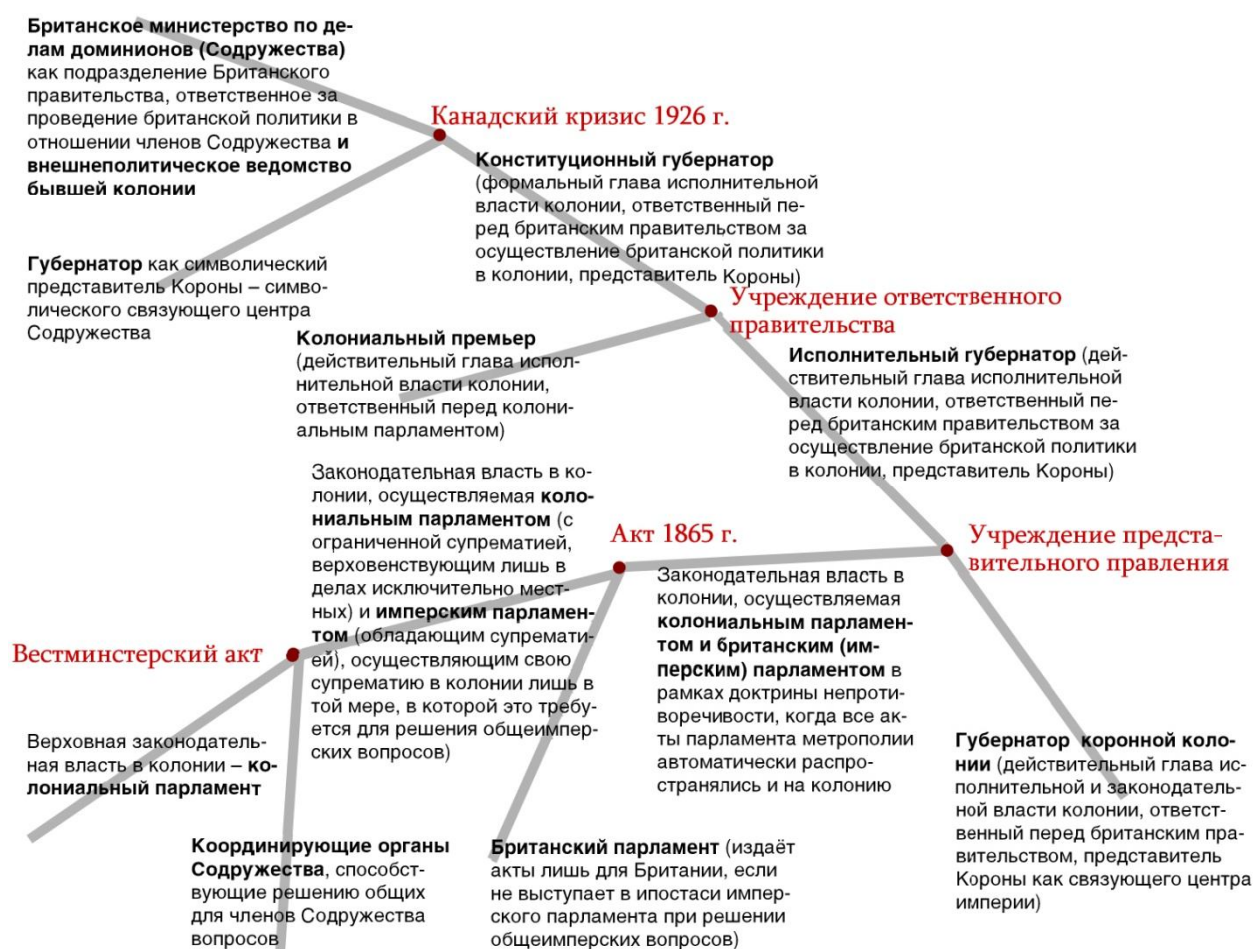 Британское министерство по де-
лам доминионов (Содружества)
как подразделение Британского
правительства, ответственное за
проведение британской политики в
отношении членов Содружества и
внешнеполитическое ведомство
бывшей колонии
Канадский кризис 1926 г.
Конституционный губернатор
(формальный глава исполнительной
власти колонии, ответственный пе-
ред британским правительством за
осуществление британской политики
в колонии, представитель Короны)
Губернатор как символический
представитель Короны – симво-
лического связующего центра
Содружества
Учреждение ответственного
правительства
Колониальный премьер
(действительный глава испол-
нительной власти колонии,
ответственный перед колони-
альным парламентом)
Исполнительный губернатор (дей-
ствительный глава исполнительной
власти колонии, ответственный пе-
ред британским правительством за
осуществление британской политики
в колонии, представитель Короны)
Законодательная власть в ко-
лонии, осуществляемая коло-
ниальным парламентом (с
ограниченной супрематией,
верховенствующим лишь в
делах исключительно мест-
ных) и имперским парламен-
том (обладающим супремати-
ей), осуществляющим свою
супрематию в колонии лишь в
той мере, в которой это требу-
ется для решения общеимпер-
ских вопросов)
Акт 1865 г.
Учреждение предста-
вительного правления
Законодательная власть в
колонии, осуществляемая
колониальным парламен-
том и британским (им-
перским) парламентом в
рамках доктрины непроти-
воречивости, когда все ак-
ты парламента метрополии
автоматически распро-
странялись и на колонию
Вестминстерский акт
Верховная законодатель-
ная власть в колонии – ко-
лониальный парламент
Губернатор коронной коло-
нии (действительный глава ис-
полнительной и законодатель-
ной власти колонии, ответст-
венный перед британским пра-
вительством, представитель
Короны как связующего центра
империи)
Координирующие органы
Содружества, способст-
вующие решению общих
для членов Содружества
вопросов
Британский парламент (издаёт
акты лишь для Британии, если
не выступает в ипостаси импер-
ского парламента при решении
общеимперских вопросов)